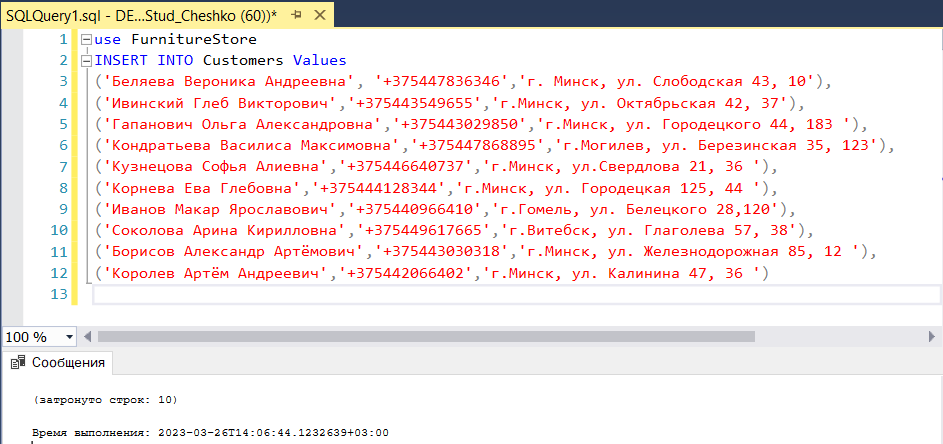 SQLQuery1.sql - DE...Stud_Cheshko (60))*
1 use FurnitureStore
2 INSERT INTO Customers Values
3 ('Беляева Вероника Андреевна', '+375447836346','г. Минск, ул. Слободская 43, 10'),
4 ('Ивинский Глеб Викторович','+375443549655','г.Минск, ул. Октябрьская 42, 37'),
5 ('Гапанович Ольга Александровна','+375443029850','г.Минск, ул. Городецкого 44, 183 '),
6 ('Кондратьева Василиса Максимовна','+375447868895','г.Могилев, ул. Березинская 35, 123'),
7 ('Кузнецова Софья Алиевна','+375446640737','г.Минск, ул.Свердлова 21, 36 '),
8 ('Корнева Ева Глебовна','+375444128344','г.Минск, ул. Городецкая 125, 44 '),
9 ('Иванов Макар Ярославович','+375440966410','г.Гомель, ул. Белецкого 28,120'),
10 ('Соколова Арина Кирилловна','+375449617665','г.Витебск, ул. Глаголева 57, 38'),
11 ('Борисов Александр Артёмович','+375443030318','г.Минск, ул. Железнодорожная 85, 12 '),
12 ('Королев Артём Андреевич','+375442066402','г.Минск, ул. Калинина 47, 36 ')
13
100 %
Сообщения
(затронуто строк: 10)
Время выполнения: 2023-03-26T14:06:44.1232639+03:00